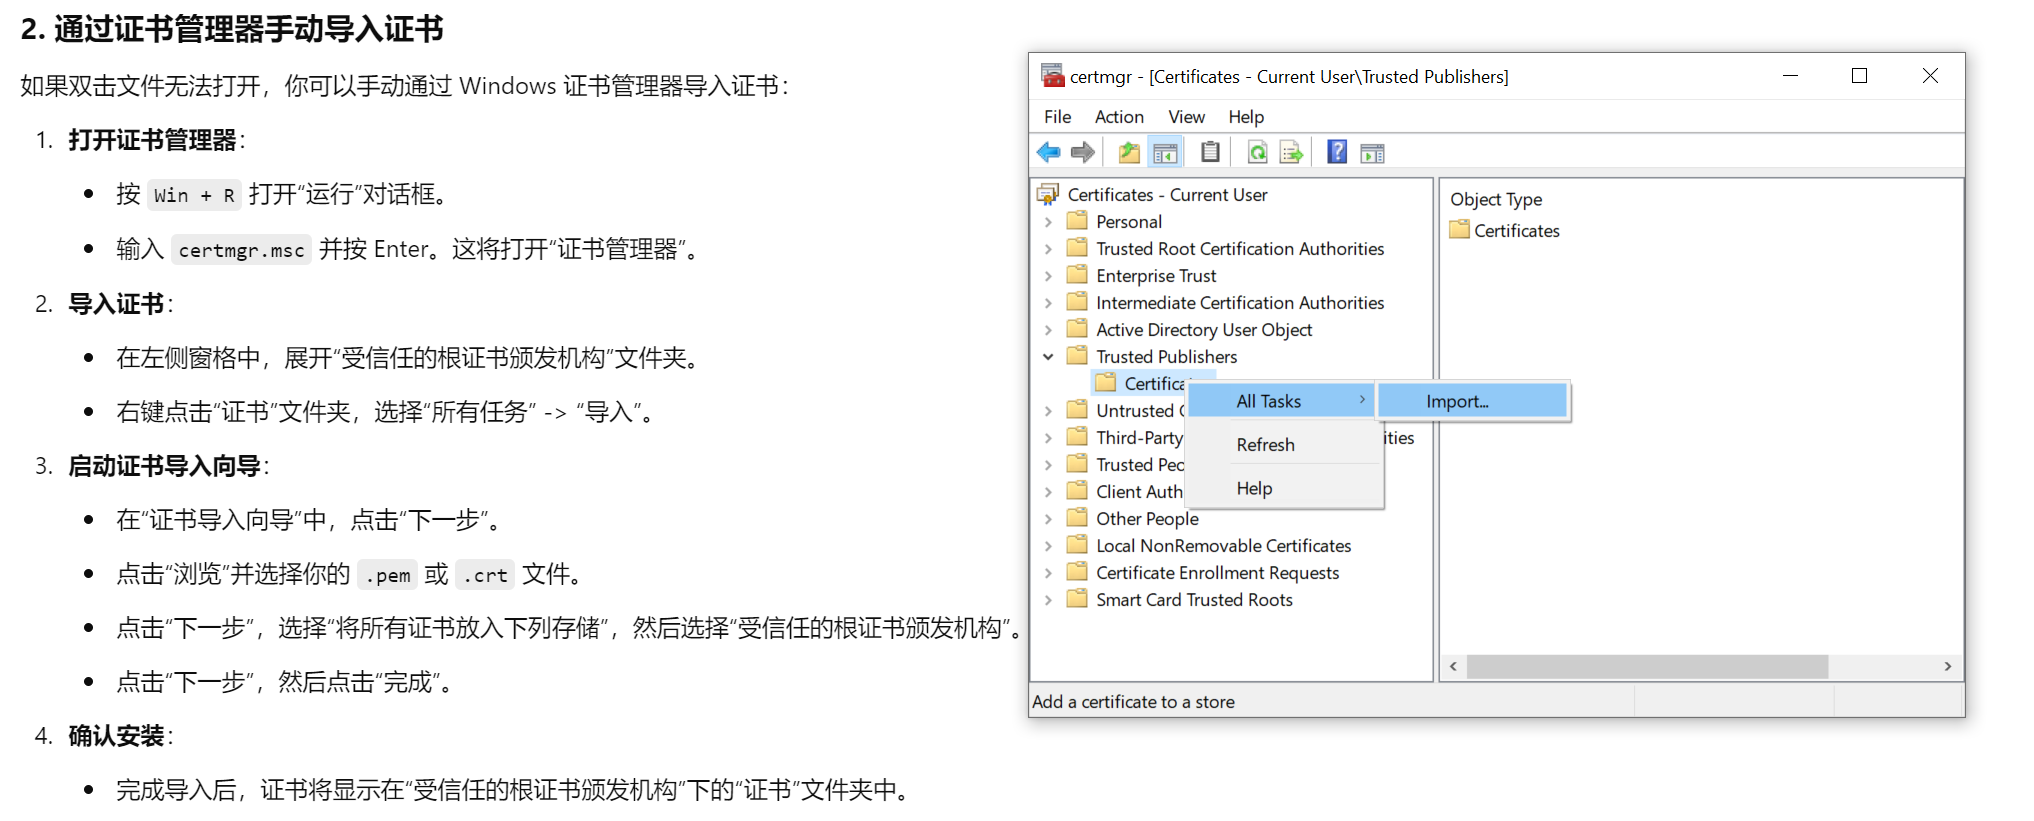 2. 通过证书管理器手动导入证书
如果双击文件无法打开，你可以手动通过 Windows 证书管理器导入证书：
1. 打开证书管理器：
• 按 Win + R 打开“运行”对话框。
• 输入 certmgr.msc 并按 Enter。这将打开“证书管理器”。
2. 导入证书：
• 在左侧窗格中，展开“受信任的根证书颁发机构”文件夹。
• 右键点击“证书”文件夹，选择“所有任务” -> “导入”。
3. 启动证书导入向导：
• 在“证书导入向导”中，点击“下一步”。
• 点击“浏览”并选择你的 .pem 或 .crt 文件。
• 点击“下一步”，选择“将所有证书放入下列存储”，然后选择“受信任的根证书颁发机构”。
• 点击“下一步”，然后点击“完成”。
4. 确认安装：
• 完成导入后，证书将显示在“受信任的根证书颁发机构”下的“证书”文件夹中。
certmgr - [Certificates - Current User\Trusted Publishers]
File Action View Help
Certificates - Current User
Personal
Trusted Root Certification Authorities
Enterprise Trust
Intermediate Certification Authorities
Active Directory User Object
Trusted Publishers
Certifica
Untrusted
Third-Party
ities
Trusted Peo
Client Auth
Other People
Local NonRemovable Certificates
Certificate Enrollment Requests
Smart Card Trusted Roots
All Tasks
Import...
Refresh
Help
Object Type
Certificates
Add a certificate to a store